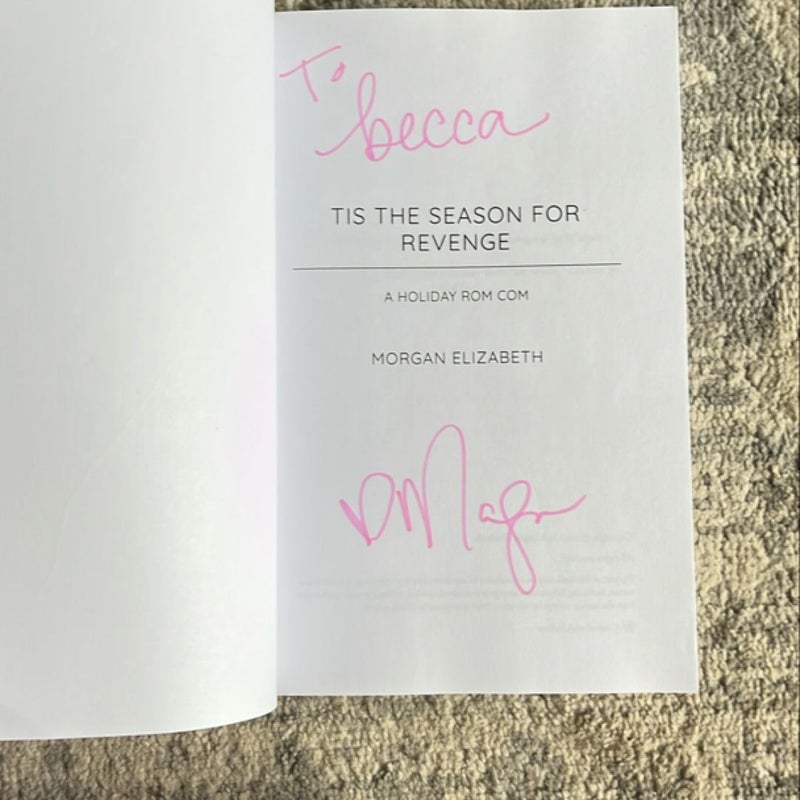 To
becca
TIS THE SEASON FOR
REVENGE
A HOLIDAY ROM COM
MORGAN ELIZABETH